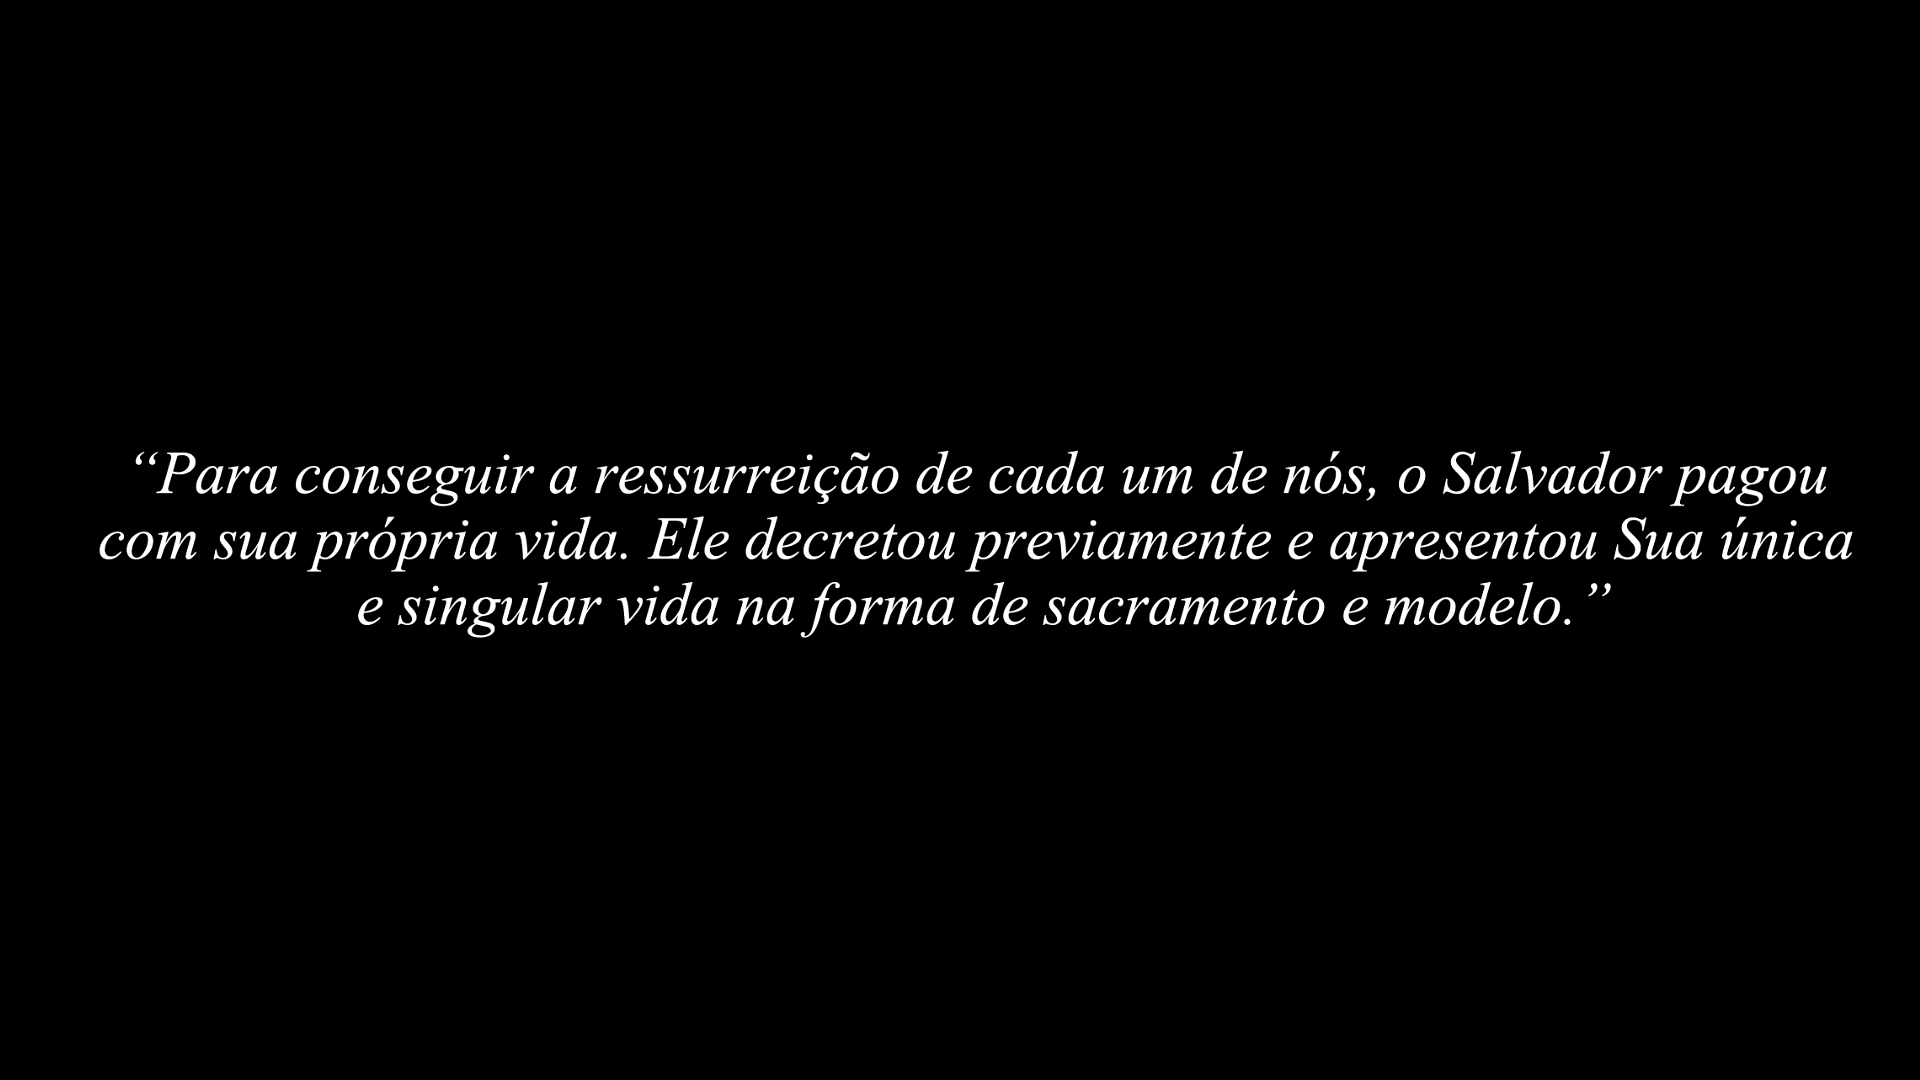 “Para conseguir a ressurreição de cada um de nós, o Salvador pagou
com sua própria vida. Ele decretou previamente e apresentou Sua única
e singular vida na forma de sacramento e modelo.”